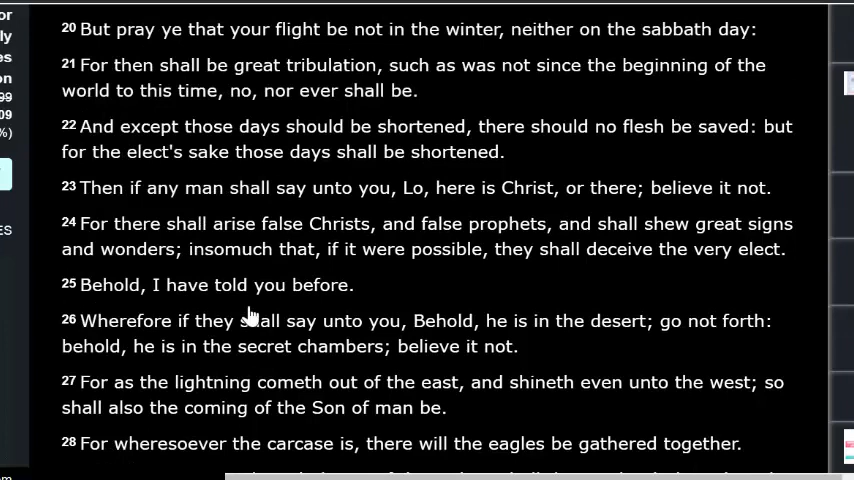 or
ly
es
on
99
09
%)
ES
20 But pray ye that your flight be not in the winter, neither on the sabbath day:
21 For then shall be great tribulation, such as was not since the beginning of the
world to this time, no, nor ever shall be.
22 And except those days should be shortened, there should no flesh be saved: but
for the elect's sake those days shall be shortened.
23 Then if any man shall say unto you, Lo, here is Christ, or there; believe it not.
24 For there shall arise false Christs, and false prophets, and shall shew great signs
and wonders; insomuch that, if it were possible, they shall deceive the very elect.
25 Behold, I have told you before.
26 Wherefore if they shall say unto you, Behold, he is in the desert; go not forth:
behold, he is in the secret chambers; believe it not.
27 For as the lightning cometh out of the east, and shineth even unto the west; so
shall also the coming of the Son of man be.
28 For wheresoever the carcase is, there will the eagles be gathered together.